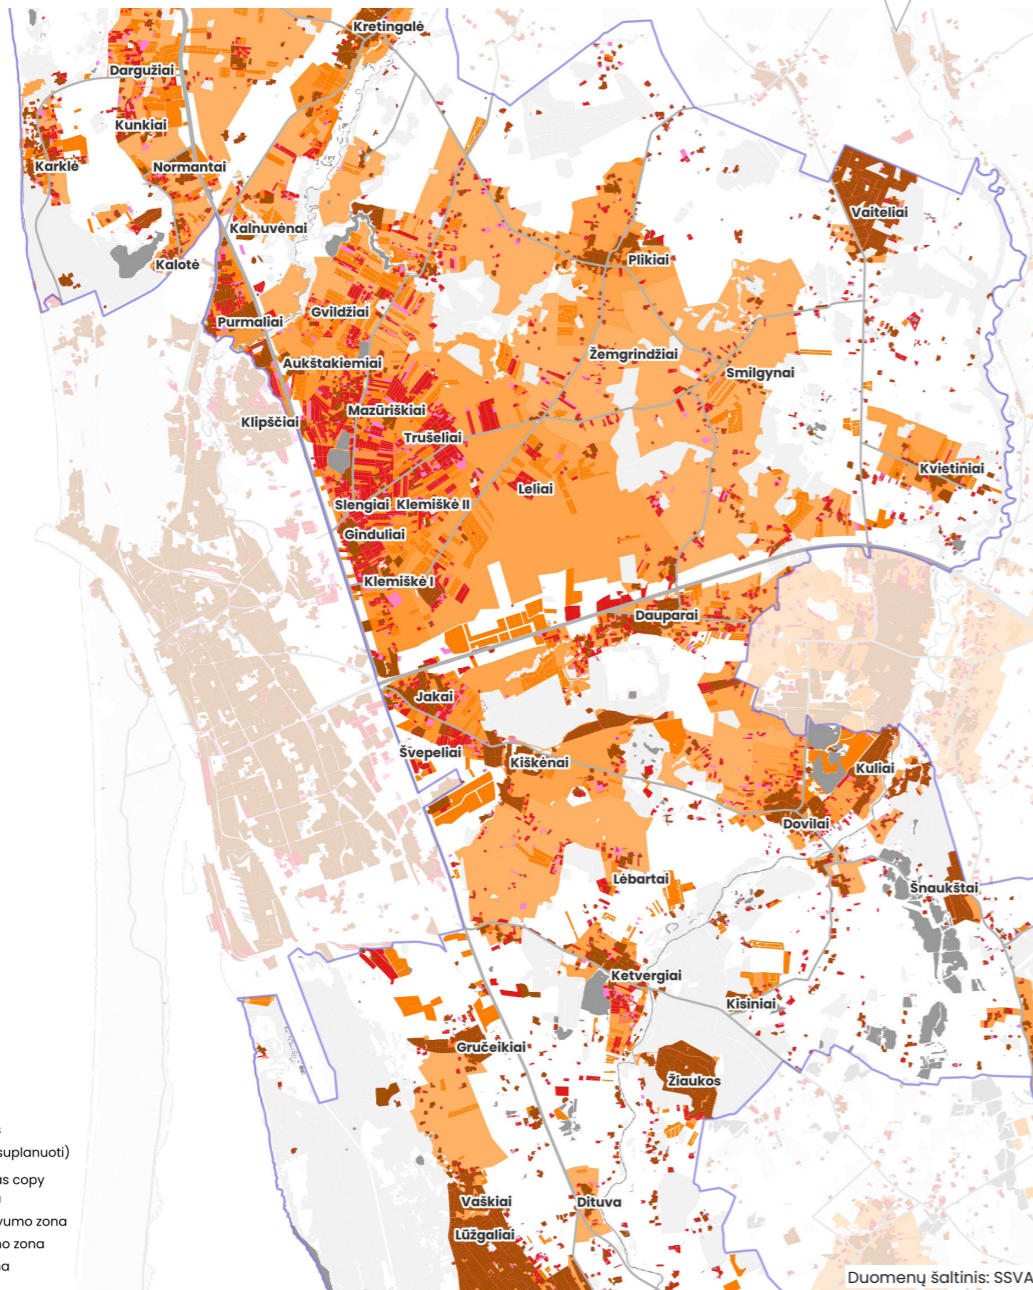 Kretingalė
Dargužiai
Kunkiai
Karklė
Normantai
Vaiteliai
Kalnuvėnai
Kalotė
Plikiai
Gvildžiai
Purmaliai
Žemgrindžiai
Aukštakiemiai
Smilgynai
Mazūriškiai
Klipščiai
Trušeliai
Kvietiniai
Leliai
Slengiai
Klemiškė II
Ginduliai
Klemiškė I
Dauparai
Jakai
Švepeliai
Kiškėnai
Kuliai
Dovilai
Lėbartai
Šnaukštai
Ketvergiai
Kisiniai
Gručeikiai
Žiaukos
suplanuoti)
as copy
vumo zona
Vaškiai
Dituva
no zona
Lūžgaliai
Duomenų šaltinis: SSVA